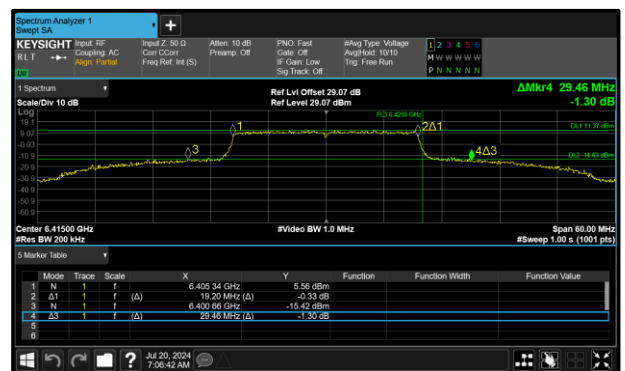 Spectrum Analyzer 1
Swept SA
KEYSIGHT Input: RF Input Z: 50 Ω Atten: 10 dB PNO: Fast #Avg Type: Voltage 1 2 3 4 5 6
RLT Coupling: AC Corr CCorr Preamp: Off Gate: Off Avg|Hold: 10/10 M W W W W W
Align: Partial Freq Ref: Int (S) IF Gain: Low Trig: Free Run
Sig Track: Off P N N N N N
1 Spectrum Ref Lvl Offset 29.07 dB ΔMkr4 29.46 MHz
Scale/Div 10 dB Ref Level 29.07 dBm -1.30 dB
Log
19.1
9.07
-0.93
-10.9
-20.9
-30.9
-40.9
-50.9
-60.9
1
2Δ1
3
4Δ3
DL1 11.37 dBm
DL2 -14.63 dBm
Center 6.41500 GHz #Video BW 1.0 MHz Span 60.00 MHz
#Res BW 200 kHz #Sweep 1.00 s (1001 pts)
5 Marker Table
Mode Trace Scale X Y Function Function Width Function Value
1 N 1 f 6.405 34 GHz 5.56 dBm
2 Δ1 1 f (Δ) 19.20 MHz (Δ) -0.33 dB
3 N 1 f 6.400 66 GHz -15.42 dBm
4 Δ3 1 f (Δ) 29.46 MHz (Δ) -1.30 dB
5
6
? Jul 20, 2024
7:06:42 AM